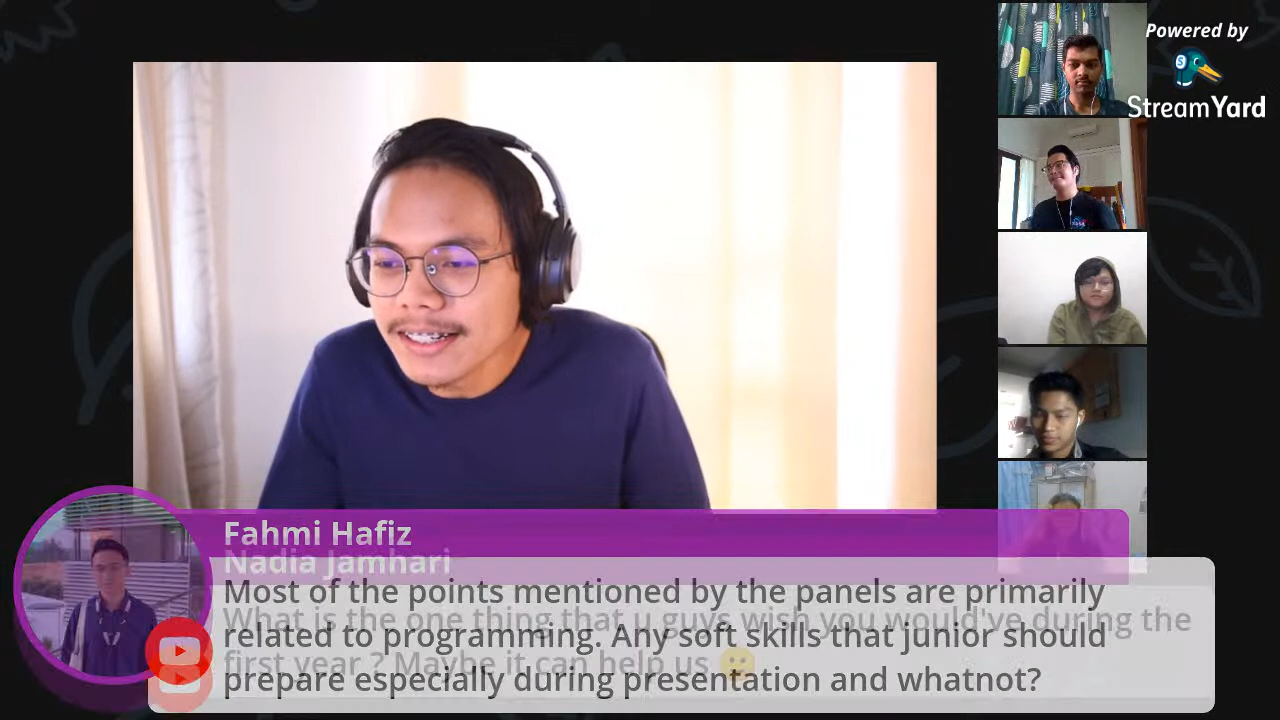 Powered by
StreamYard
Fahmi Hafiz
Nadia Jamhari
Most of the points mentioned by the panels are primarily
related to programming. Any soft skills that junior should
prepare especially during presentation and whatnot?
What is the one thing that u guys wish you would've during the
first year ? Maybe it can help us 🙂